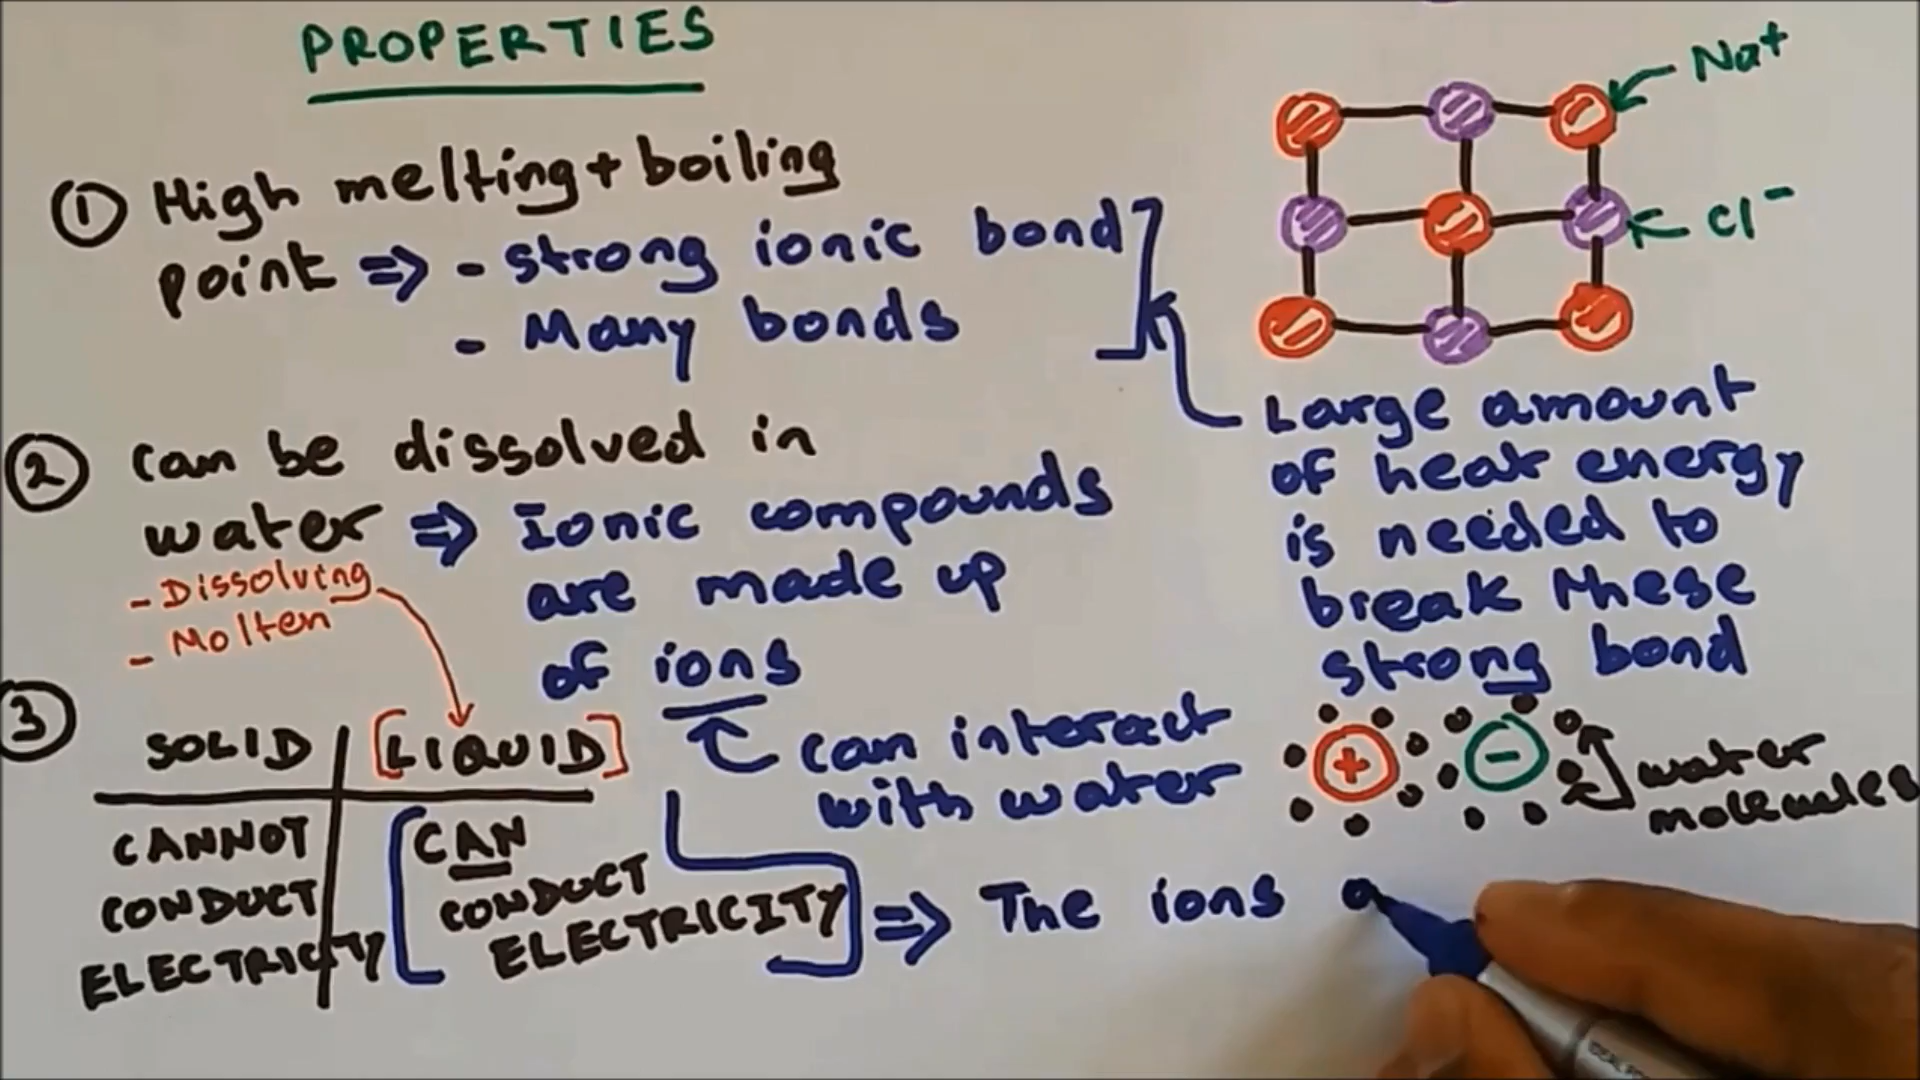 PROPERTIES
① High melting + boiling
point => - strong ionic bond
- Many bonds
Na+
Cl-
Large amount
of heat energy
is needed to
break these
strong bond
② can be dissolved in
water => Ionic compounds
are made up
of ions
can interact
with water
+
-
water
molecules
- Dissolving
- Molten
③
SOLID
[LIQUID]
CANNOT
CONDUCT
ELECTRICITY
CAN
CONDUCT
ELECTRICITY
=> The ions a